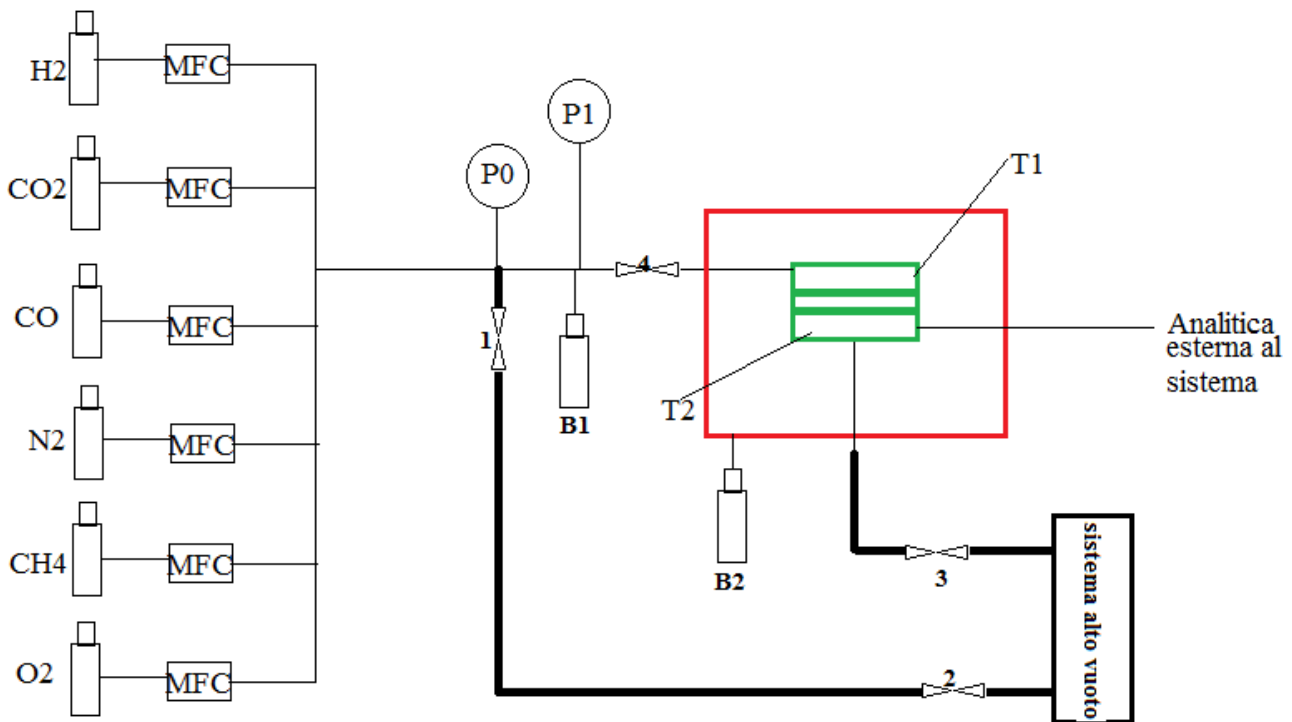 H2
MFC
CO2
MFC
CO
MFC
N2
MFC
CH4
MFC
O2
MFC
P0
P1
1
B1
4
T1
T2
Analitica
esterna al
sistema
B2
3
2
sistema alto vuoto